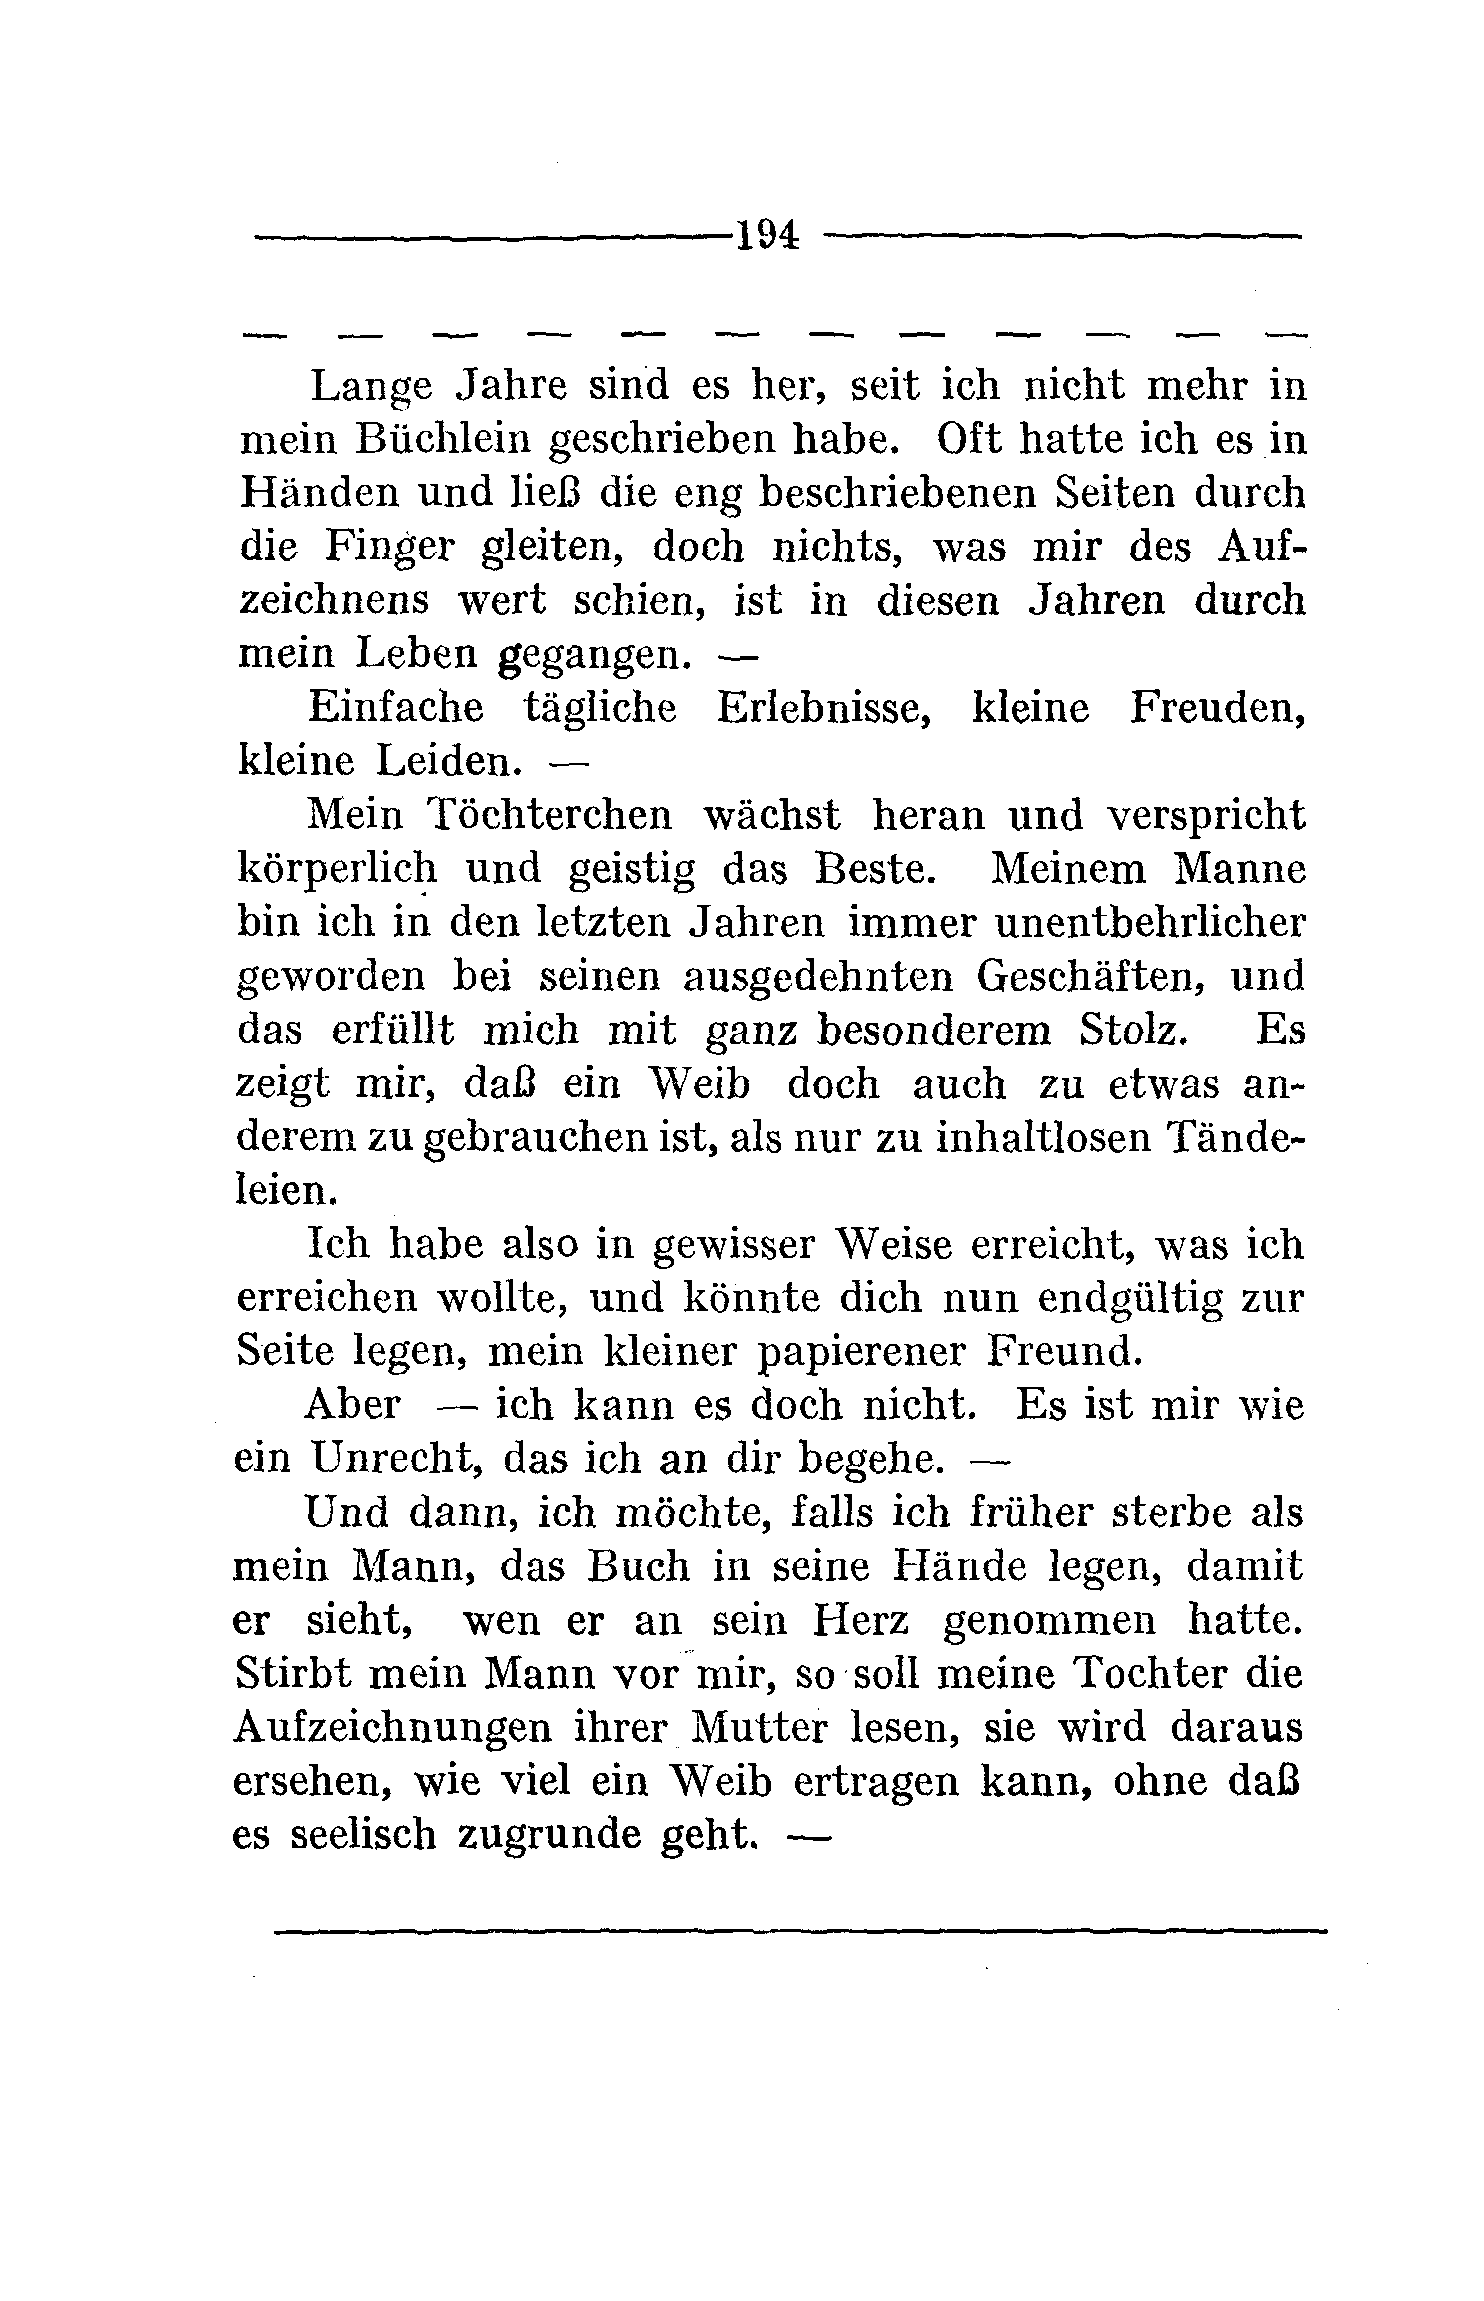 194
— — — — — — — — — — — —
Lange Jahre sind es her, seit ich nicht mehr in
mein Büchlein geschrieben habe. Oft hatte ich es in
Händen und ließ die eng beschriebenen Seiten durch
die Finger gleiten, doch nichts, was mir des Auf-
zeichnens wert schien, ist in diesen Jahren durch
mein Leben gegangen. —
Einfache tägliche Erlebnisse, kleine Freuden,
kleine Leiden. —
Mein Töchterchen wächst heran und verspricht
körperlich und geistig das Beste. Meinem Manne
bin ich in den letzten Jahren immer unentbehrlicher
geworden bei seinen ausgedehnten Geschäften, und
das erfüllt mich mit ganz besonderem Stolz. Es
zeigt mir, daß ein Weib doch auch zu etwas an-
derem zu gebrauchen ist, als nur zu inhaltlosen Tände-
leien.
Ich habe also in gewisser Weise erreicht, was ich
erreichen wollte, und könnte dich nun endgültig zur
Seite legen, mein kleiner papierener Freund.
Aber — ich kann es doch nicht. Es ist mir wie
ein Unrecht, das ich an dir begehe. —
Und dann, ich möchte, falls ich früher sterbe als
mein Mann, das Buch in seine Hände legen, damit
er sieht, wen er an sein Herz genommen hatte.
Stirbt mein Mann vor mir, so soll meine Tochter die
Aufzeichnungen ihrer Mutter lesen, sie wird daraus
ersehen, wie viel ein Weib ertragen kann, ohne daß
es seelisch zugrunde geht. —